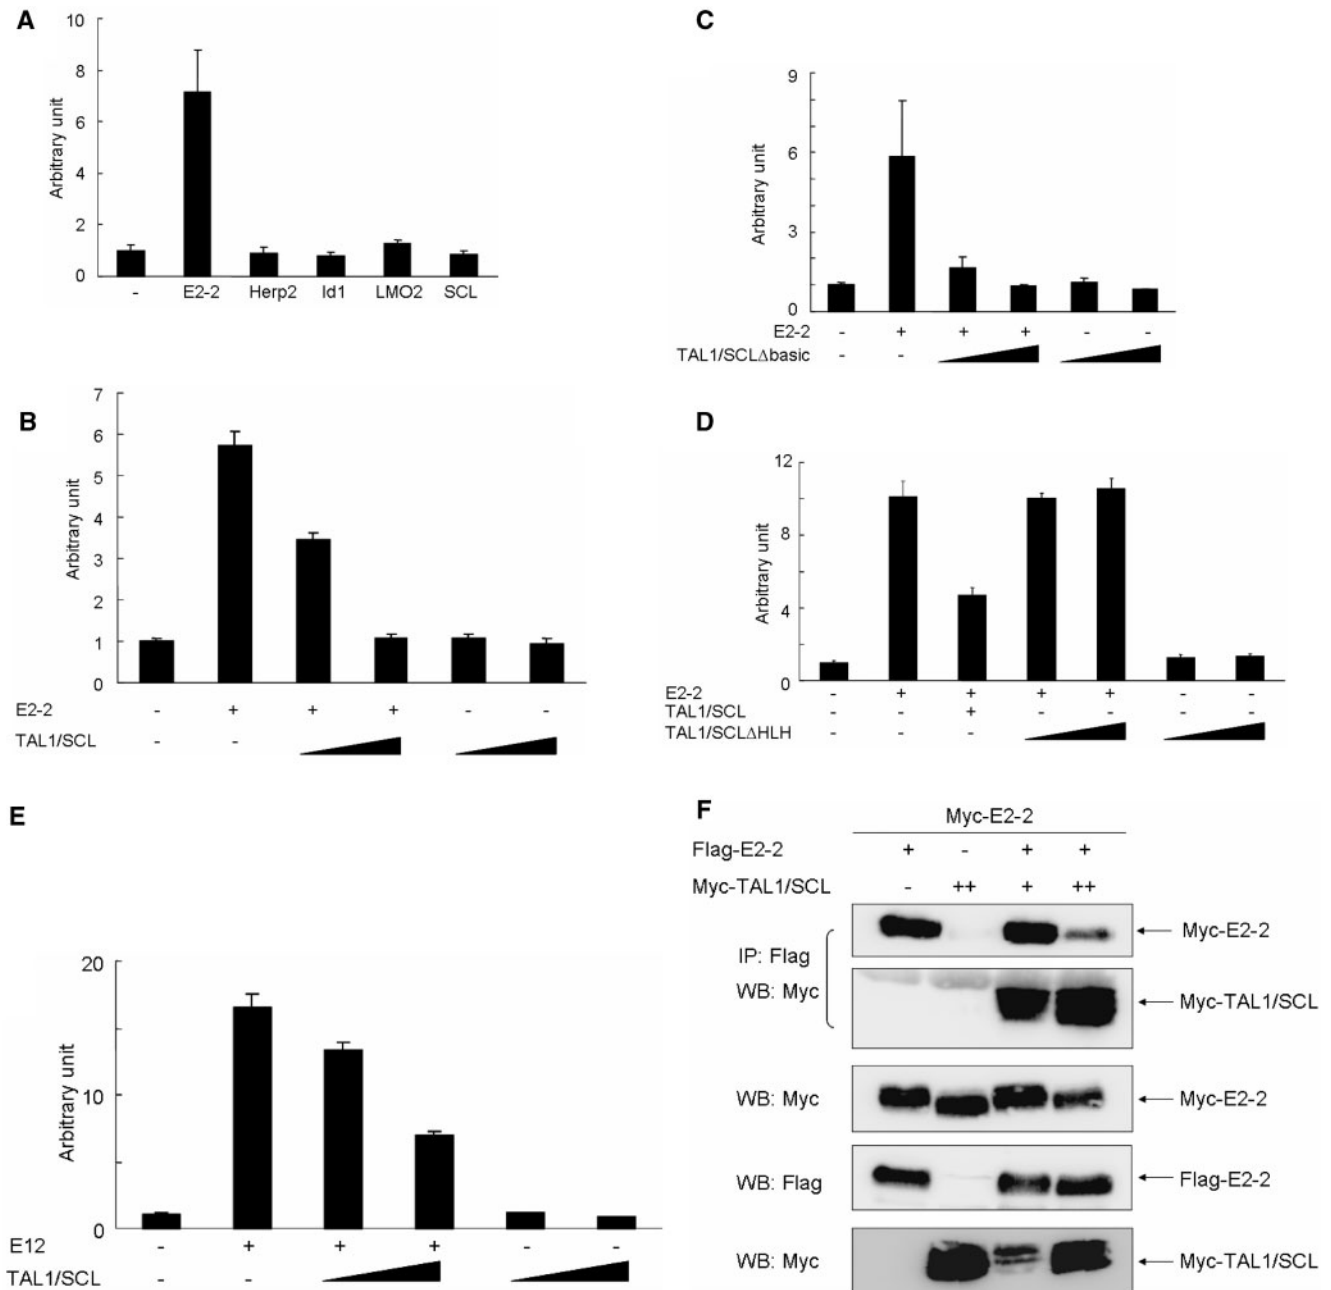 A
10
8
6
4
2
0
Arbitrary unit
- E2-2 Herp2 Id1 LMO2 SCL
C
9
6
3
0
Arbitrary unit
E2-2 - + + + - -
TAL1/SCLΔbasic - -
B
7
6
5
4
3
2
1
0
Arbitrary unit
E2-2 - + + + - -
TAL1/SCL - -
D
12
8
4
0
Arbitrary unit
E2-2 - + + + + - -
TAL1/SCL - - + - - - -
TAL1/SCLΔHLH - - -
E
20
10
0
Arbitrary unit
E12 - + + + - -
TAL1/SCL - -
F
Myc-E2-2
Flag-E2-2 + - + +
Myc-TAL1/SCL - ++ + ++
IP: Flag
WB: Myc
Myc-E2-2
Myc-TAL1/SCL
WB: Myc Myc-E2-2
WB: Flag Flag-E2-2
WB: Myc Myc-TAL1/SCL